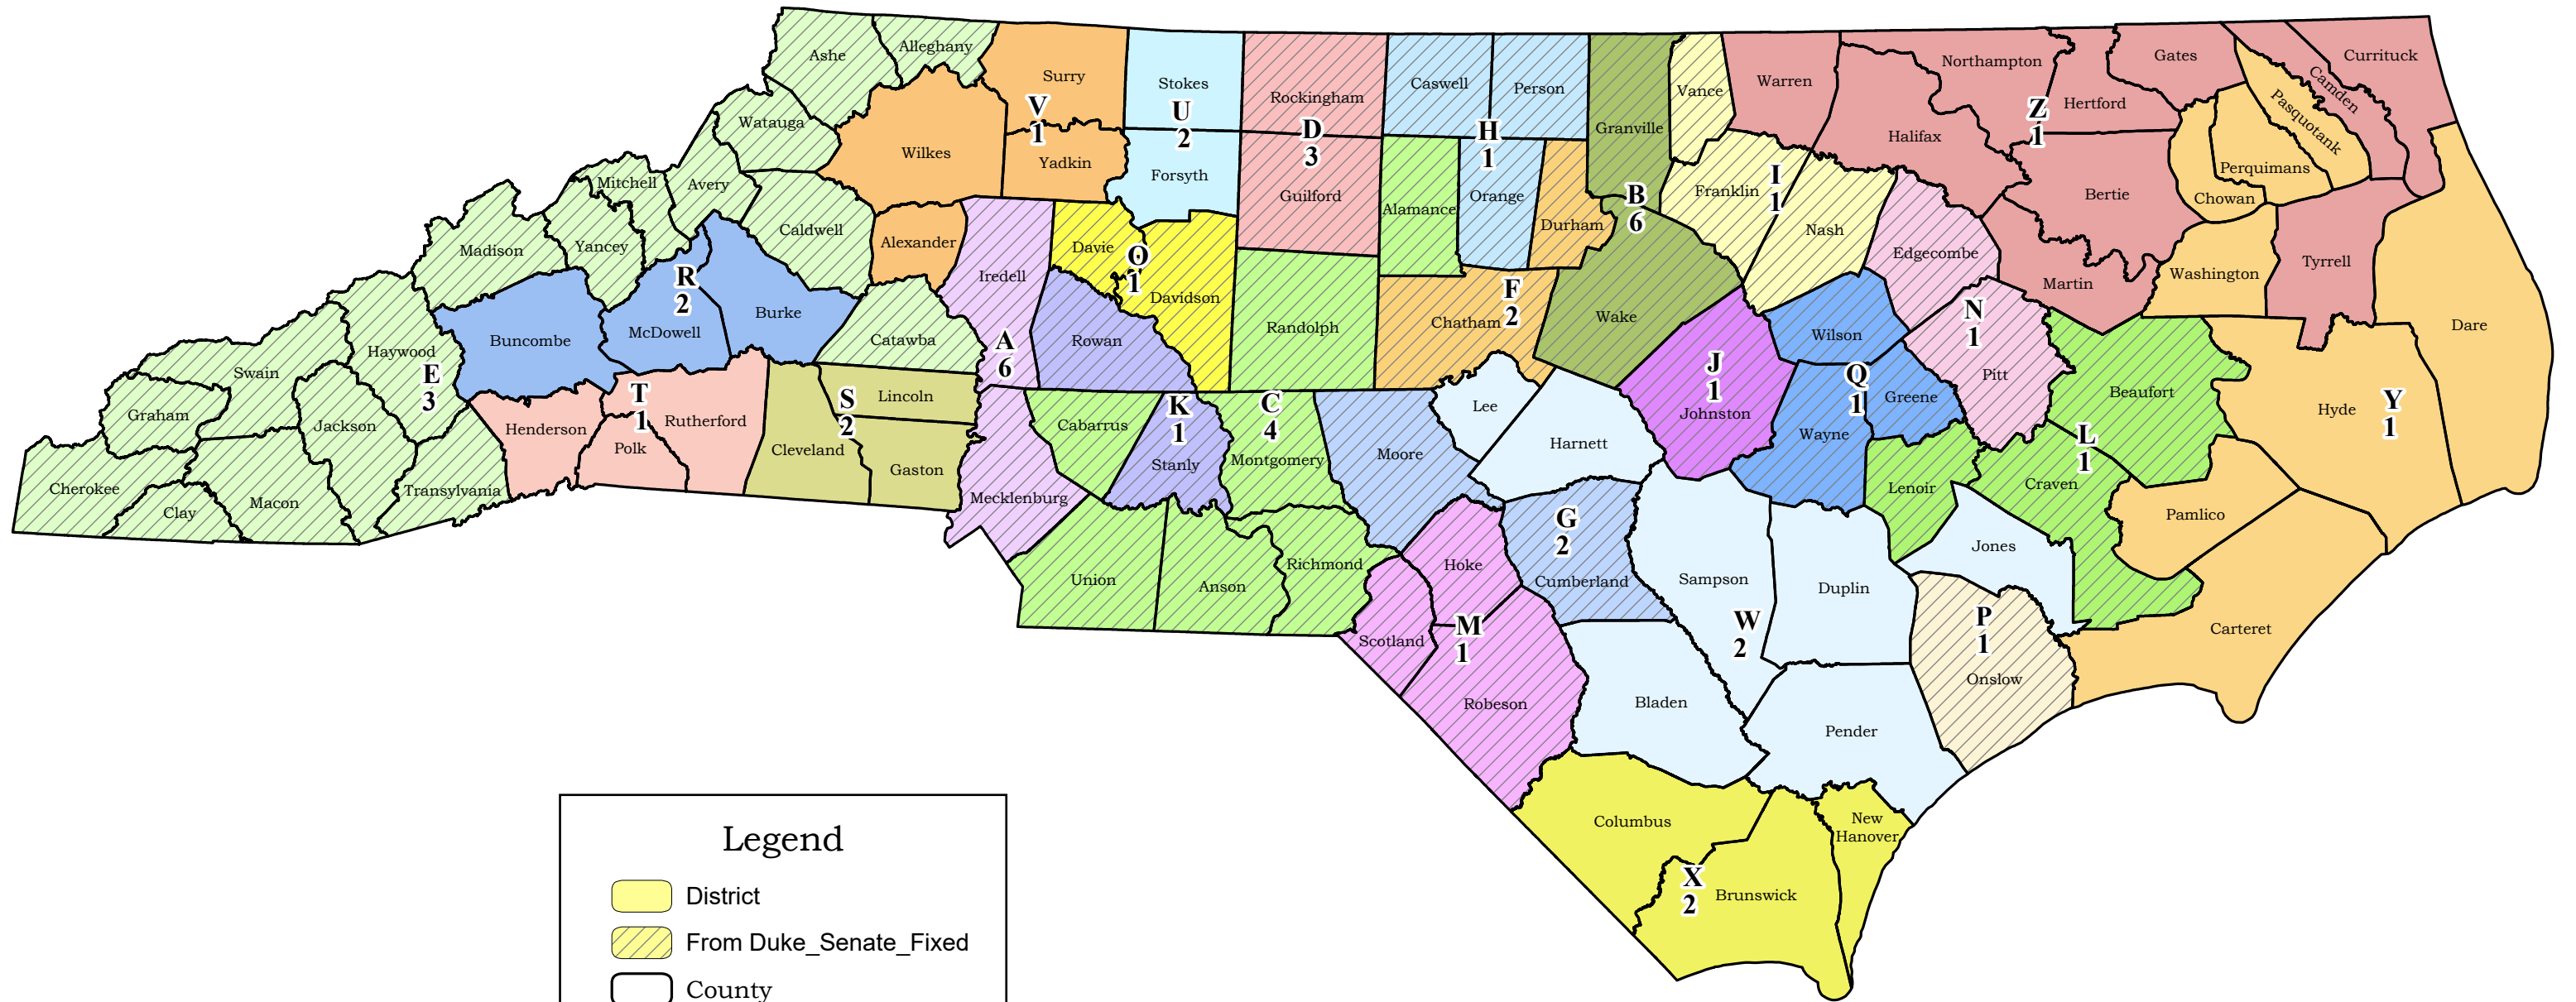 Ashe
Alleghany
Surry
V
1
Stokes
U
2
Rockingham
D
3
Caswell
Person
H
1
Granville
Vance
Warren
Northampton
Z
1
Hertford
Gates
Currituck
Camden
Pasquotank
Perquimans
Chowan
Halifax
Bertie
Watauga
Wilkes
Yadkin
Forsyth
Guilford
Alamance
Orange
Durham
B
6
Franklin
I
1
Nash
Edgecombe
Martin
Washington
Tyrrell
Dare
Mitchell
Avery
Caldwell
Alexander
Iredell
Davie
O
1
Davidson
Randolph
Chatham
F
2
Wake
Wilson
N
1
Pitt
Beaufort
Hyde
Y
1
Madison
Yancey
R
2
McDowell
Burke
Buncombe
Catawba
A
6
Rowan
Haywood
E
3
Swain
Graham
Jackson
T
1
Henderson
Polk
Rutherford
S
2
Lincoln
Cleveland
Gaston
Cabarrus
K
1
Stanly
C
4
Montgomery
Moore
Lee
Harnett
J
1
Johnston
Q
1
Greene
Wayne
Lenoir
L
1
Craven
Pamlico
Cherokee
Clay
Macon
Transylvania
Mecklenburg
Union
Anson
Richmond
Hoke
G
2
Cumberland
Sampson
Duplin
Jones
Scotland
M
1
Robeson
W
2
P
1
Onslow
Carteret
Bladen
Pender
Columbus
New
Hanover
X
2
Brunswick
Legend
District
From Duke_Senate_Fixed
County